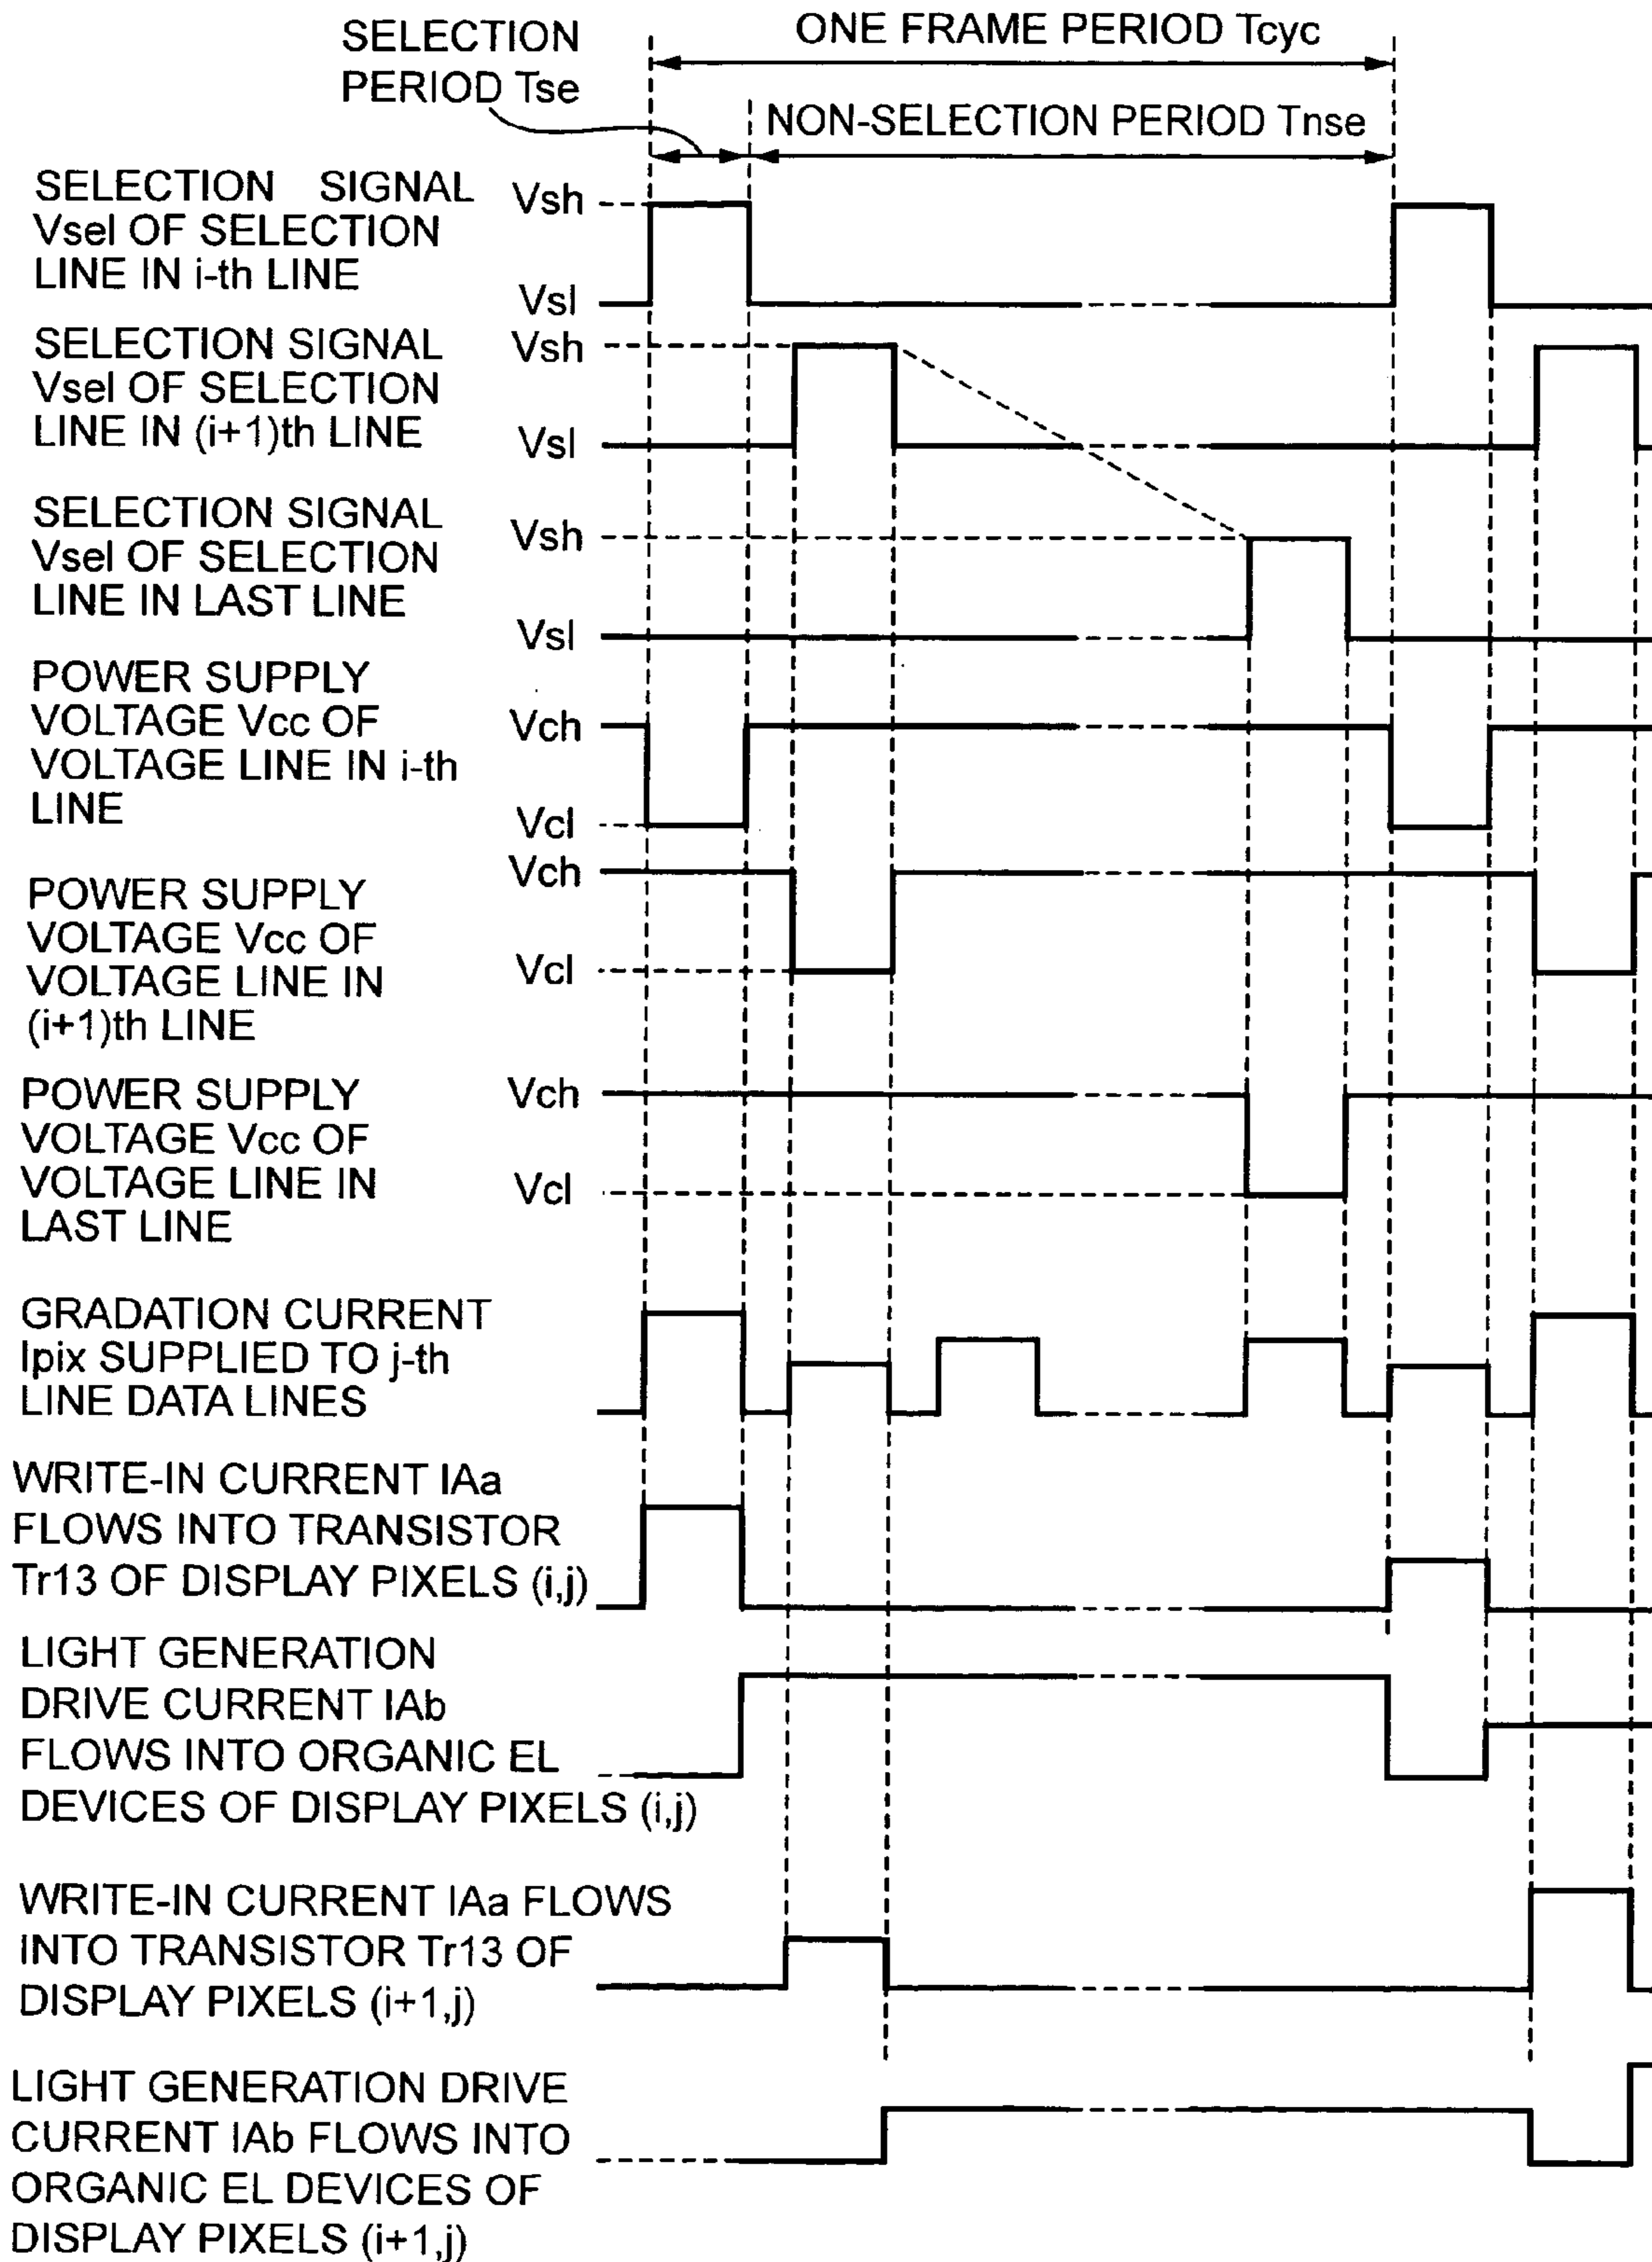 SELECTION
PERIOD Tse
ONE FRAME PERIOD Tcyc
NON-SELECTION PERIOD Tnse
SELECTION SIGNAL
Vsel OF SELECTION
LINE IN i-th LINE
Vsh
Vsl
SELECTION SIGNAL
Vsel OF SELECTION
LINE IN (i+1)th LINE
Vsh
Vsl
SELECTION SIGNAL
Vsel OF SELECTION
LINE IN LAST LINE
Vsh
Vsl
POWER SUPPLY
VOLTAGE Vcc OF
VOLTAGE LINE IN i-th
LINE
Vch
Vcl
POWER SUPPLY
VOLTAGE Vcc OF
VOLTAGE LINE IN
(i+1)th LINE
Vch
Vcl
POWER SUPPLY
VOLTAGE Vcc OF
VOLTAGE LINE IN
LAST LINE
Vch
Vcl
GRADATION CURRENT
Ipix SUPPLIED TO j-th
LINE DATA LINES
WRITE-IN CURRENT IAa
FLOWS INTO TRANSISTOR
Tr13 OF DISPLAY PIXELS (i,j)
LIGHT GENERATION
DRIVE CURRENT IAb
FLOWS INTO ORGANIC EL
DEVICES OF DISPLAY PIXELS (i,j)
WRITE-IN CURRENT IAa FLOWS
INTO TRANSISTOR Tr13 OF
DISPLAY PIXELS (i+1,j)
LIGHT GENERATION DRIVE
CURRENT IAb FLOWS INTO
ORGANIC EL DEVICES OF
DISPLAY PIXELS (i+1,j)